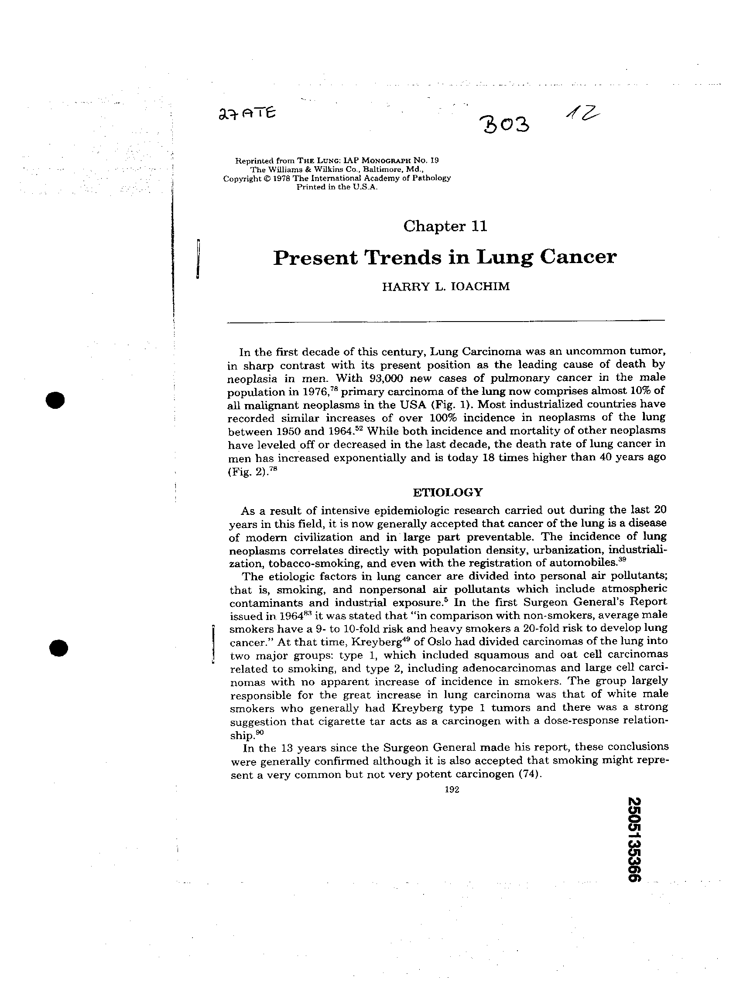 27 ATE
B03 12
Reprinted from THE LUNG: IAP MONOGRAPH No. 19
The Williams & Wilkins Co., Baltimore, Md.,
Copyright © 1978 The International Academy of Pathology
Printed in the U.S.A.
Chapter 11
Present Trends in Lung Cancer
HARRY L. IOACHIM
In the first decade of this century, Lung Carcinoma was an uncommon tumor,
in sharp contrast with its present position as the leading cause of death by
neoplasia in men. With 93,000 new cases of pulmonary cancer in the male
population in 1976,⁷⁸ primary carcinoma of the lung now comprises almost 10% of
all malignant neoplasms in the USA (Fig. 1). Most industrialized countries have
recorded similar increases of over 100% incidence in neoplasms of the lung
between 1950 and 1964.⁵² While both incidence and mortality of other neoplasms
have leveled off or decreased in the last decade, the death rate of lung cancer in
men has increased exponentially and is today 18 times higher than 40 years ago
(Fig. 2).⁷⁸
ETIOLOGY
As a result of intensive epidemiologic research carried out during the last 20
years in this field, it is now generally accepted that cancer of the lung is a disease
of modern civilization and in large part preventable. The incidence of lung
neoplasms correlates directly with population density, urbanization, industriali-
zation, tobacco-smoking, and even with the registration of automobiles.³⁹
The etiologic factors in lung cancer are divided into personal air pollutants;
that is, smoking, and nonpersonal air pollutants which include atmospheric
contaminants and industrial exposure.⁵ In the first Surgeon General's Report
issued in 1964⁸³ it was stated that "in comparison with non-smokers, average male
smokers have a 9- to 10-fold risk and heavy smokers a 20-fold risk to develop lung
cancer." At that time, Kreyberg⁴⁹ of Oslo had divided carcinomas of the lung into
two major groups: type 1, which included squamous and oat cell carcinomas
related to smoking, and type 2, including adenocarcinomas and large cell carci-
nomas with no apparent increase of incidence in smokers. The group largely
responsible for the great increase in lung carcinoma was that of white male
smokers who generally had Kreyberg type 1 tumors and there was a strong
suggestion that cigarette tar acts as a carcinogen with a dose-response relation-
ship.⁹⁰
In the 13 years since the Surgeon General made his report, these conclusions
were generally confirmed although it is also accepted that smoking might repre-
sent a very common but not very potent carcinogen (74).
192
2505135366